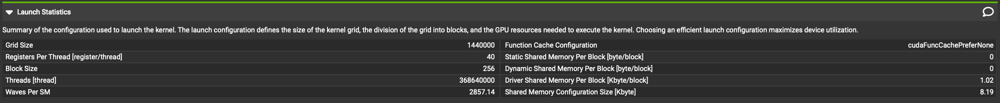 Launch Statistics
Summary of the configuration used to launch the kernel. The launch configuration defines the size of the kernel grid, the division of the grid into blocks, and the GPU resources needed to execute the kernel. Choosing an efficient launch configuration maximizes device utilization.
Grid Size 1440000 Function Cache Configuration cudaFuncCachePreferNone
Registers Per Thread [register/thread] 40 Static Shared Memory Per Block [byte/block] 0
Block Size 256 Dynamic Shared Memory Per Block [byte/block] 0
Threads [thread] 368640000 Driver Shared Memory Per Block [Kbyte/block] 1.02
Waves Per SM 2857.14 Shared Memory Configuration Size [Kbyte] 8.19